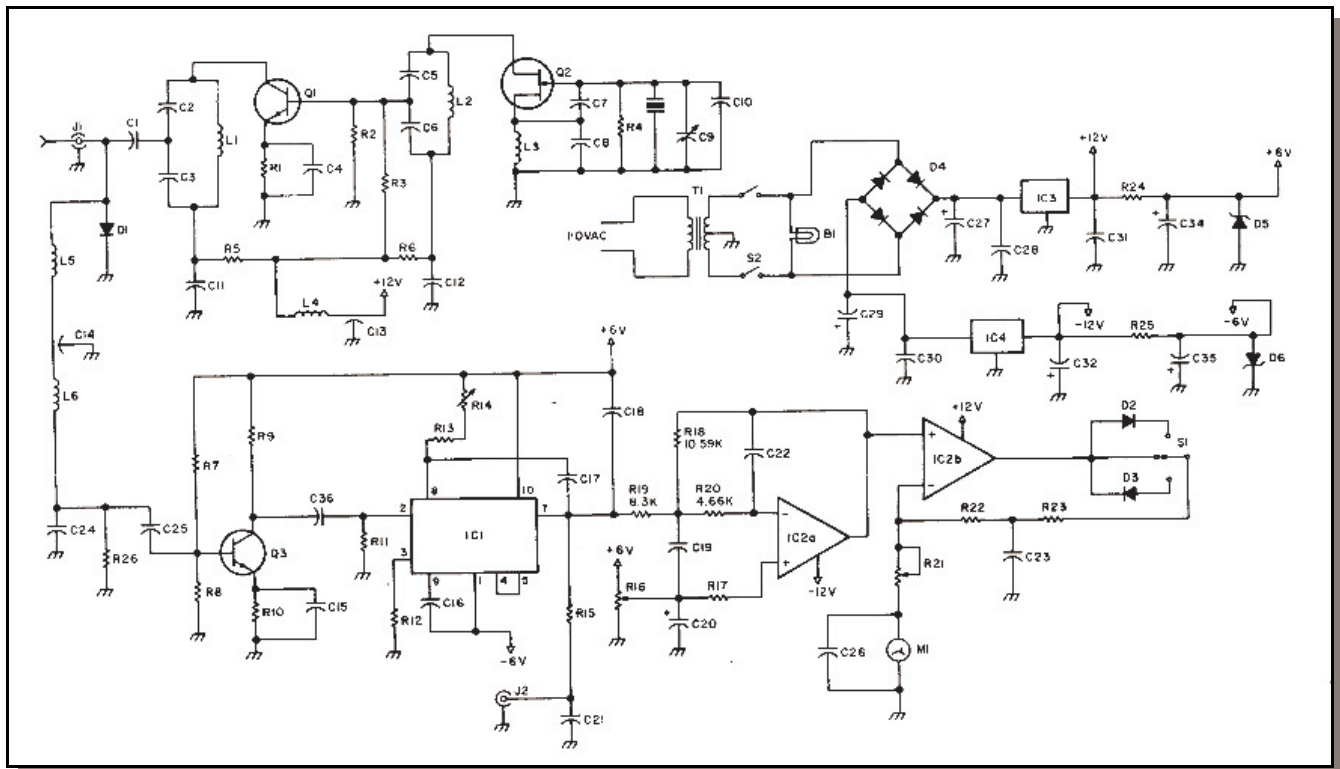 J1
C1
C2
C3
L1
Q1
R1
C4
R2
R3
C5
C6
L2
Q2
C7
C8
L3
R4
C9
C10
L5
D1
R5
R6
C11
C12
L4
+12V
C13
C14
L6
110VAC
T1
S2
B1
D4
C27
C28
IC3
+12V
C31
R24
C34
D5
+6V
C29
C30
IC4
-12V
C32
R25
C35
-6V
D6
+6V
R7
R9
R14
R13
C17
C18
8
10
2
3
7
IC1
9
1
4
5
C24
R26
C25
R8
Q3
R10
C15
C36
R11
R12
C16
-6V
R15
J2
C21
R19
8.3K
R18
10.59K
R20
4.66K
C22
C19
+6V
R16
R17
C20
-
+
IC2a
-12V
+12V
+
-
IC2b
D2
D3
S1
R22
R23
C23
R21
C26
M1